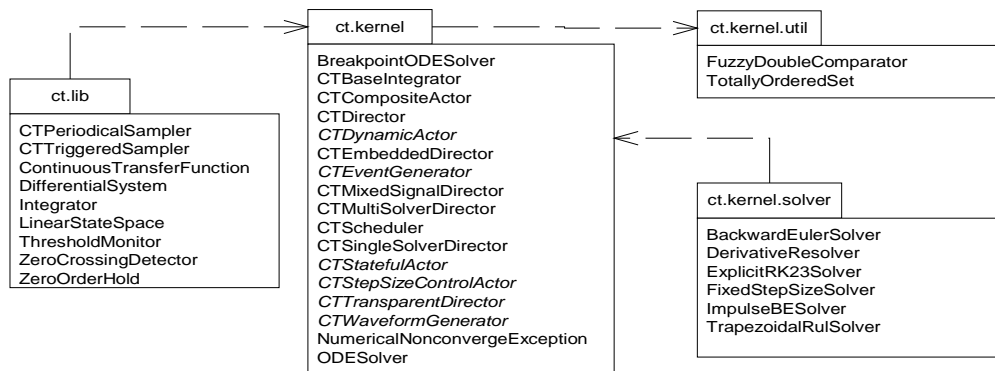 ct.lib
CTPeriodicalSampler
CTTriggeredSampler
ContinuousTransferFunction
DifferentialSystem
Integrator
LinearStateSpace
ThresholdMonitor
ZeroCrossingDetector
ZeroOrderHold
ct.kernel
BreakpointODESolver
CTBaseIntegrator
CTCompositeActor
CTDirector
CTDynamicActor
CTEmbeddedDirector
CTEventGenerator
CTMixedSignalDirector
CTMultiSolverDirector
CTScheduler
CTSingleSolverDirector
CTStatefulActor
CTStepSizeControlActor
CTTransparentDirector
CTWaveformGenerator
NumericalNonconvergeException
ODESolver
ct.kernel.util
FuzzyDoubleComparator
TotallyOrderedSet
ct.kernel.solver
BackwardEulerSolver
DerivativeResolver
ExplicitRK23Solver
FixedStepSizeSolver
ImpulseBESolver
TrapezoidalRulSolver